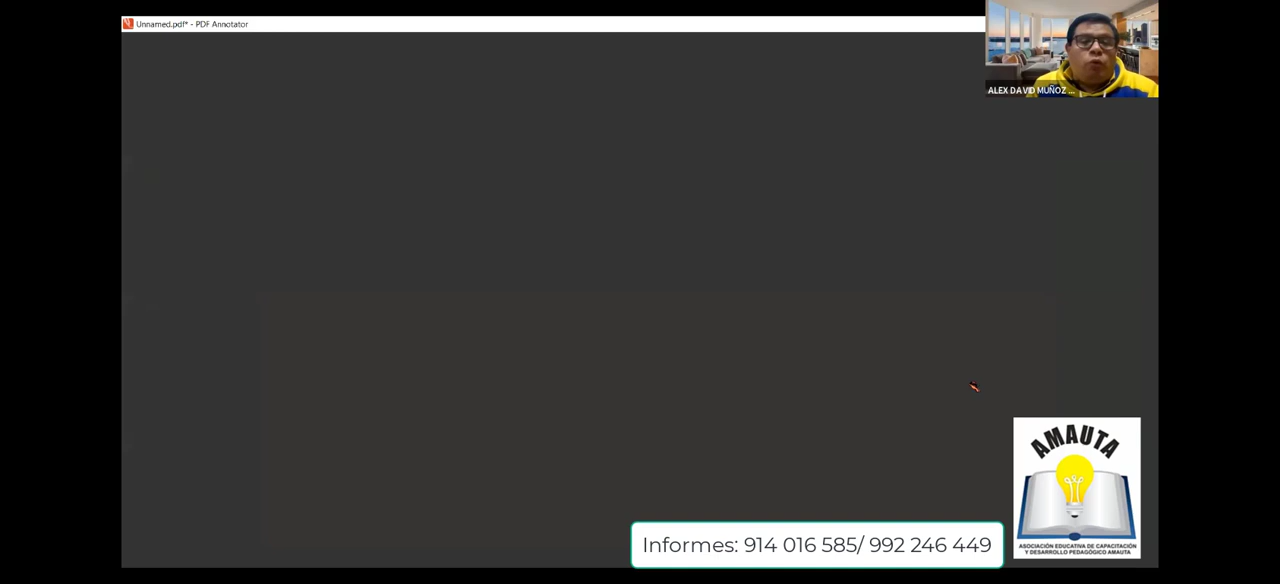 Unnamed.pdf* - PDF Annotator
ALEX DAVID MUÑOZ ...
AMAUTA
ASOCIACIÓN EDUCATIVA DE CAPACITACIÓN
Y DESARROLLO PEDAGÓGICO AMAUTA
Informes: 914 016 585/ 992 246 449